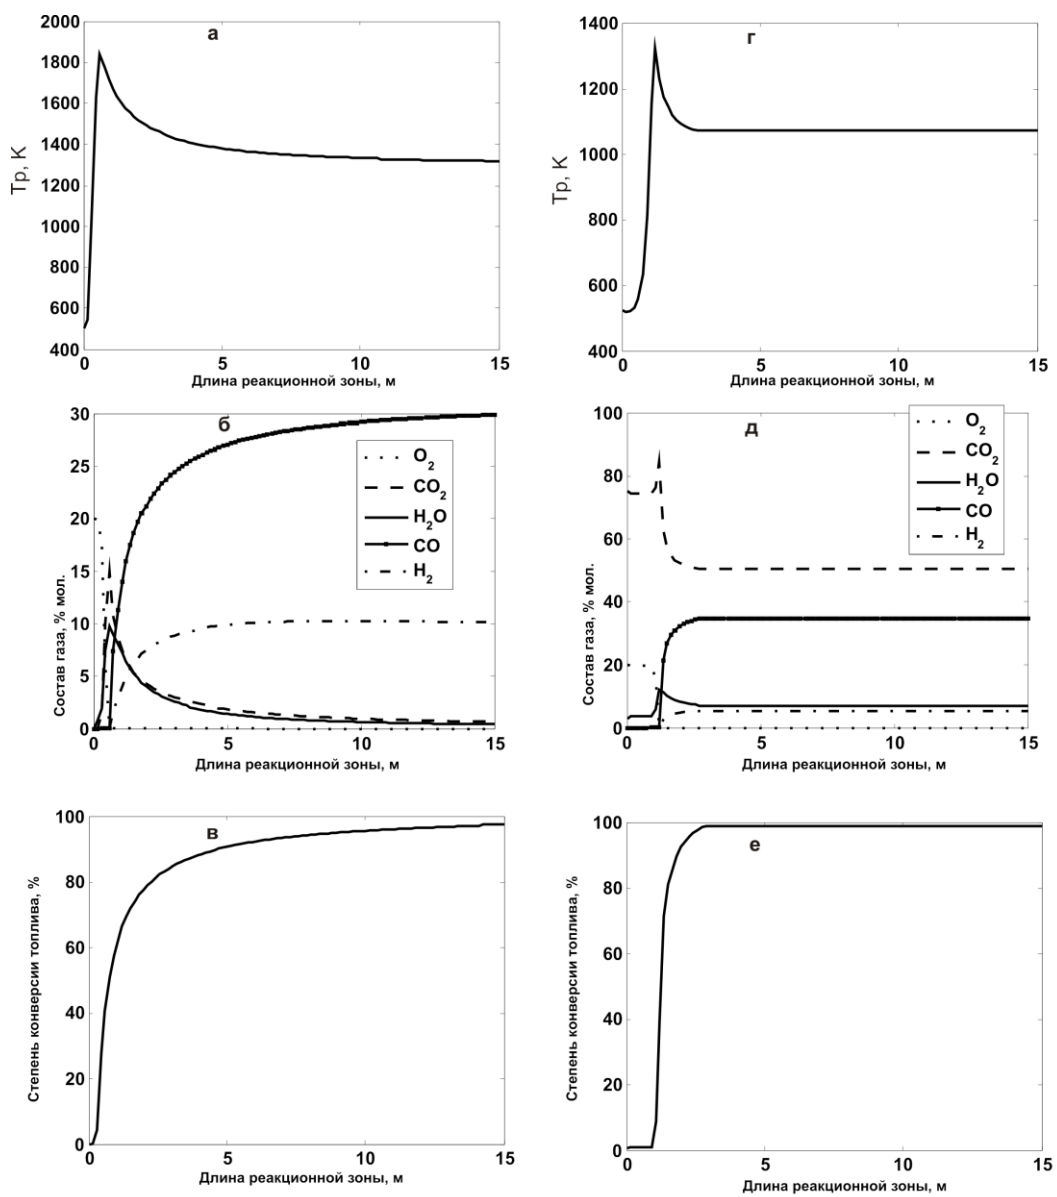 а
Тр, К
2000
1800
1600
1400
1200
1000
800
600
400
0 5 10 15
Длина реакционной зоны, м
г
Тр, К
1400
1200
1000
800
600
400
0 5 10 15
Длина реакционной зоны, м
б
Состав газа, % мол.
30
25
20
15
10
5
0
0 5 10 15
O2
CO2
H2O
CO
H2
Длина реакционной зоны, м
д
Состав газа, % мол.
100
80
60
40
20
0
0 5 10 15
O2
CO2
H2O
CO
H2
Длина реакционной зоны, м
в
Степень конверсии топлива, %
100
80
60
40
20
0
0 5 10 15
Длина реакционной зоны, м
е
Степень конверсии топлива, %
100
80
60
40
20
0
0 5 10 15
Длина реакционной зоны, м